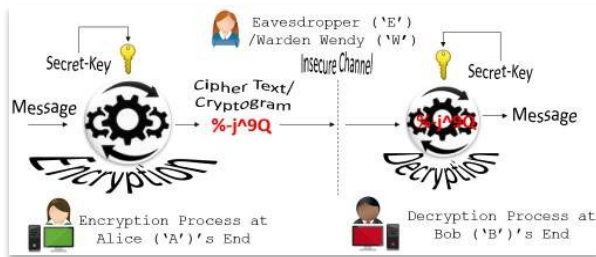 Eavesdropper ('E')
/Warden Wendy ('W')
Secret-Key
Insecure Channel
Secret-Key
Message
Cipher Text/
Cryptogram
%-j^9Q
%-j^9Q
Message
Encryption
Decryption
Encryption Process at
Alice ('A')'s End
Decryption Process at
Bob ('B')'s End